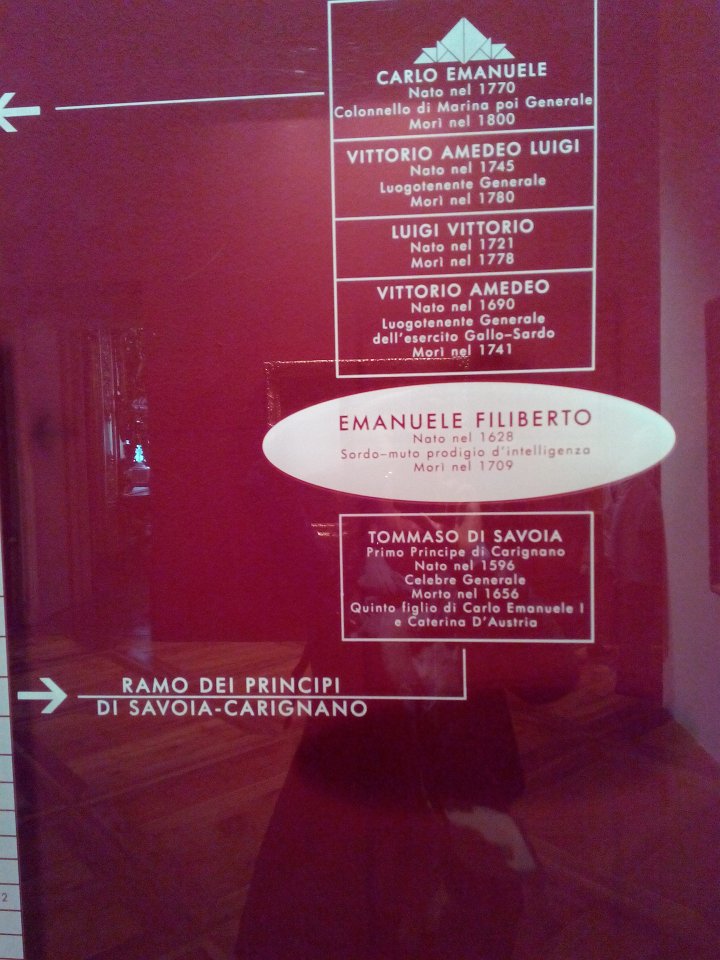 CARLO EMANUELE
Nato nel 1770
Colonnello di Marina poi Generale
Morì nel 1800
VITTORIO AMEDEO LUIGI
Nato nel 1745
Luogotenente Generale
Morì nel 1780
LUIGI VITTORIO
Nato nel 1721
Morì nel 1778
VITTORIO AMEDEO
Nato nel 1690
Luogotenente Generale
dell'esercito Gallo–Sardo
Morì nel 1741
EMANUELE FILIBERTO
Nato nel 1628
Sordo–muto prodigio d'intelligenza
Morì nel 1709
TOMMASO DI SAVOIA
Primo Principe di Carignano
Nato nel 1596
Celebre Generale
Morto nel 1656
Quinto figlio di Carlo Emanuele I
e Caterina D'Austria
RAMO DEI PRINCIPI
DI SAVOIA-CARIGNANO
2